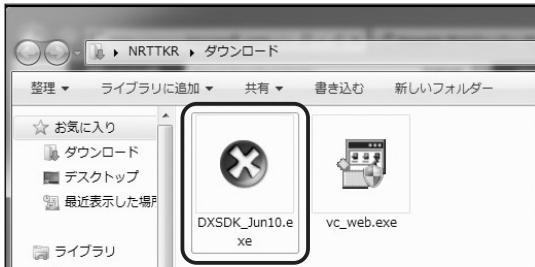 NRTTKR ▸ ダウンロード
整理 ▼ ライブラリに追加 ▼ 共有 ▼ 書き込む 新しいフォルダー
お気に入り
ダウンロード
デスクトップ
最近表示した場所
ライブラリ
DXSDK_Jun10.e
xe
vc_web.exe